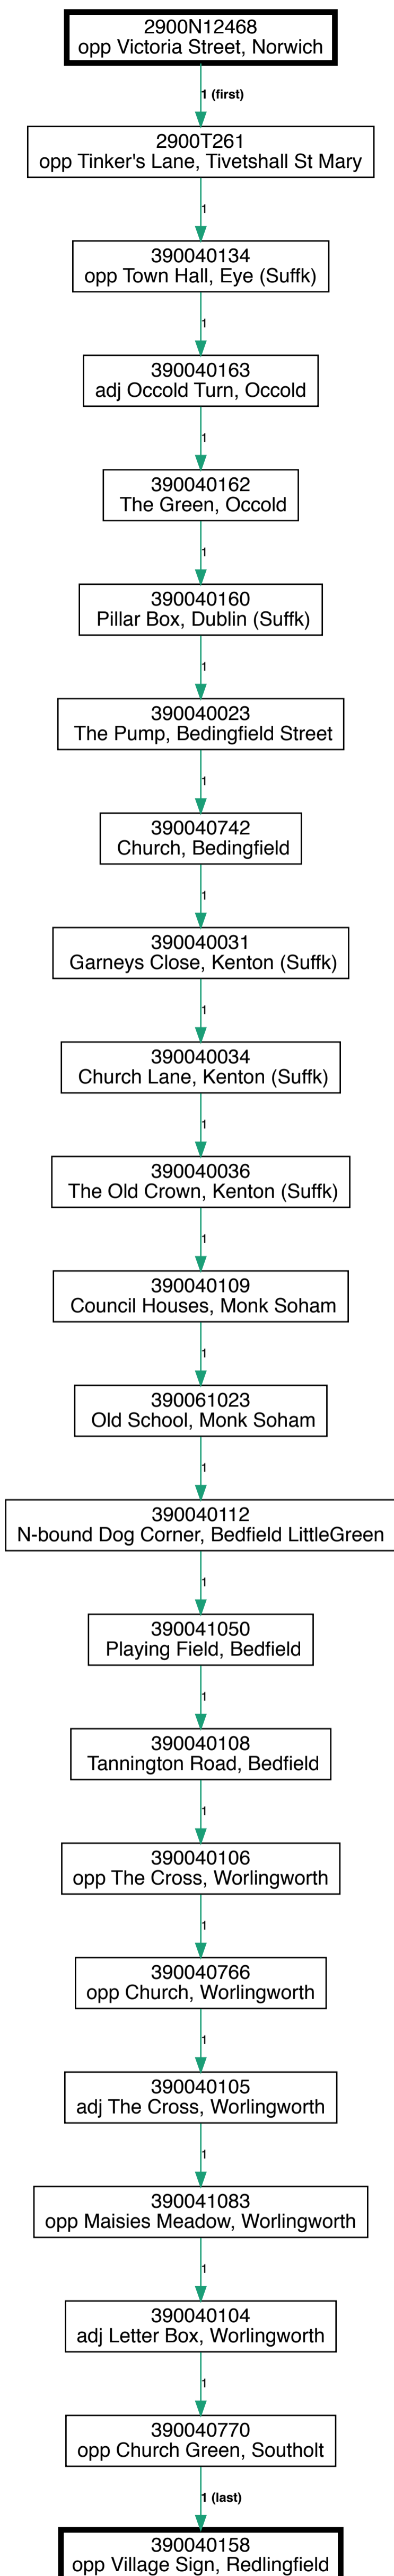 2900N12468
opp Victoria Street, Norwich
1 (first)
2900T261
opp Tinker's Lane, Tivetshall St Mary
1
390040134
opp Town Hall, Eye (Suffk)
1
390040163
adj Occold Turn, Occold
1
390040162
The Green, Occold
1
390040160
Pillar Box, Dublin (Suffk)
1
390040023
The Pump, Bedingfield Street
1
390040742
Church, Bedingfield
1
390040031
Garneys Close, Kenton (Suffk)
1
390040034
Church Lane, Kenton (Suffk)
1
390040036
The Old Crown, Kenton (Suffk)
1
390040109
Council Houses, Monk Soham
1
390061023
Old School, Monk Soham
1
390040112
N-bound Dog Corner, Bedfield LittleGreen
1
390041050
Playing Field, Bedfield
1
390040108
Tannington Road, Bedfield
1
390040106
opp The Cross, Worlingworth
1
390040766
opp Church, Worlingworth
1
390040105
adj The Cross, Worlingworth
1
390041083
opp Maisies Meadow, Worlingworth
1
390040104
adj Letter Box, Worlingworth
1
390040770
opp Church Green, Southolt
1 (last)
390040158
opp Village Sign, Redlingfield